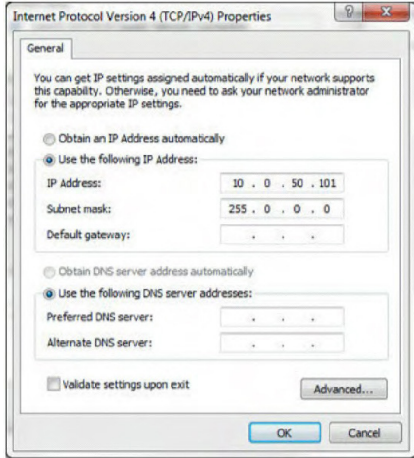 Internet Protocol Version 4 (TCP/IPv4) Properties
General
You can get IP settings assigned automatically if your network supports
this capability. Otherwise, you need to ask your network administrator
for the appropriate IP settings.
Obtain an IP Address automatically
Use the following IP Address:
IP Address: 10 . 0 . 50 . 101
Subnet mask: 255 . 0 . 0 . 0
Default gateway: . . .
Obtain DNS server address automatically
Use the following DNS server addresses:
Preferred DNS server: . . .
Alternate DNS server: . . .
Validate settings upon exit
Advanced...
OK Cancel